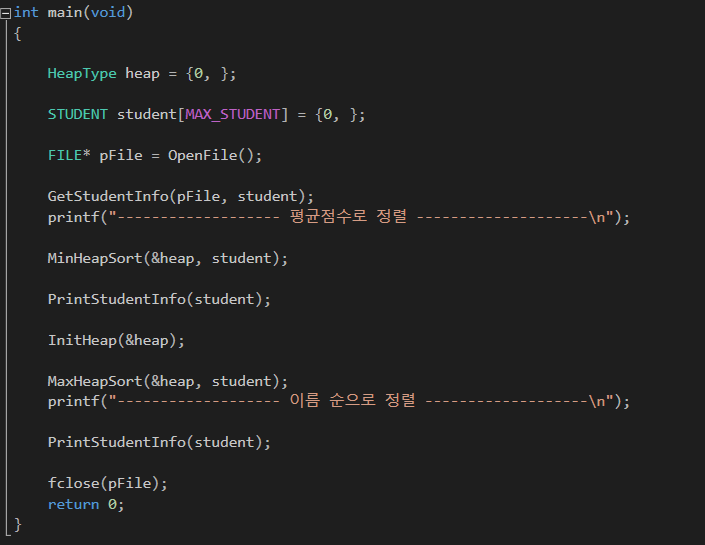 int main(void)
{
HeapType heap = {0, };
STUDENT student[MAX_STUDENT] = {0, };
FILE* pFile = OpenFile();
GetStudentInfo(pFile, student);
printf("------------------- 평균점수로 정렬 --------------------\n");
MinHeapSort(&heap, student);
PrintStudentInfo(student);
InitHeap(&heap);
MaxHeapSort(&heap, student);
printf("------------------- 이름 순으로 정렬 -------------------\n");
PrintStudentInfo(student);
fclose(pFile);
return 0;
}